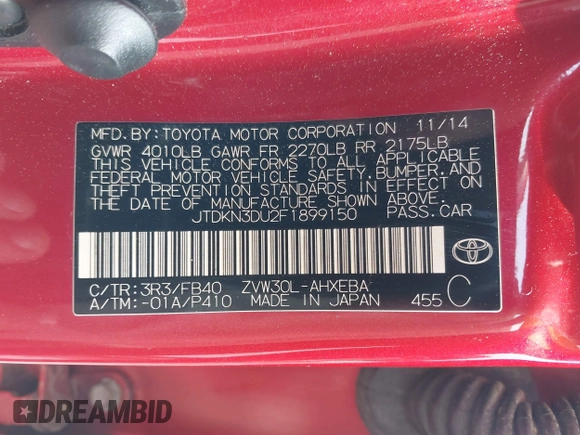 MFD.BY:TOYOTA MOTOR CORPORATION 11/14
GVWR 4010LB GAWR FR 2270LB RR 2175LB
THIS VEHICLE CONFORMS TO ALL APPLICABLE
FEDERAL MOTOR VEHICLE SAFETY, BUMPER, AND
THEFT PREVENTION STANDARDS IN EFFECT ON
THE DATE OF MANUFACTURE SHOWN ABOVE.
JTDKN3DU2F1899150 PASS.CAR
C/TR:3R3/FB40 ZVW30L-AHXEBA
A/TM:-01A/P410 MADE IN JAPAN 455 C
DREAMBID